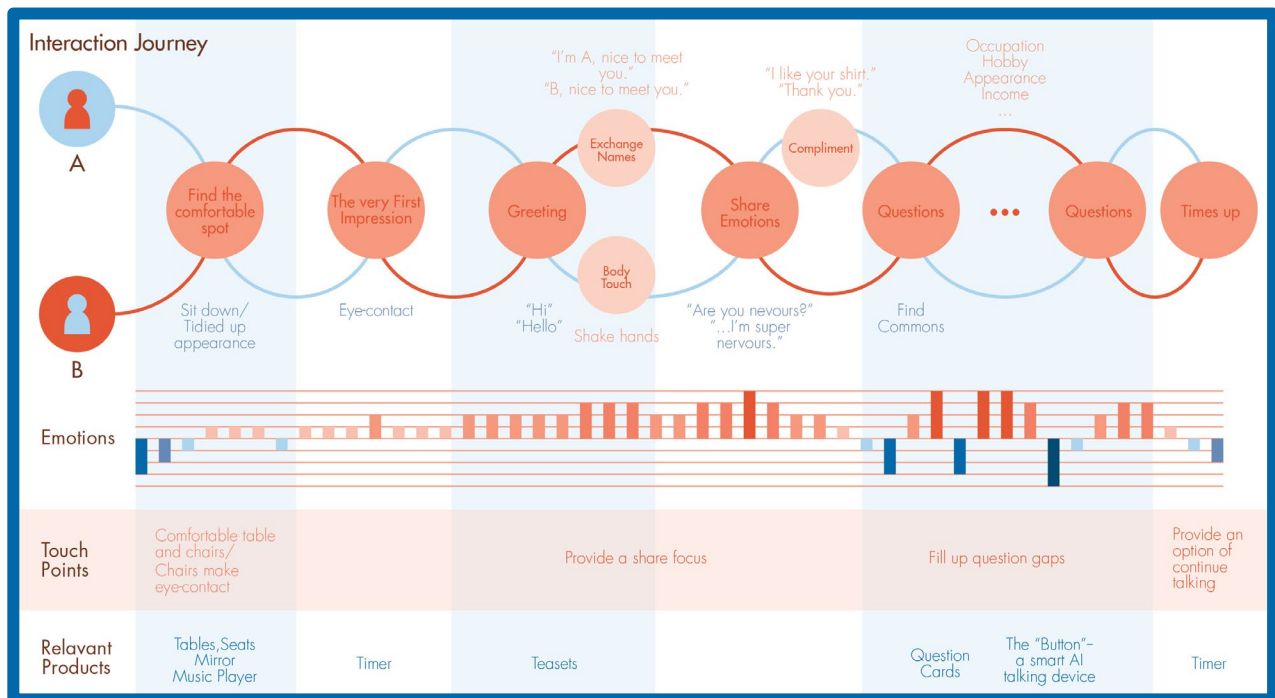 Interaction Journey
A
B
"I'm A, nice to meet
you."
"B, nice to meet you."
"I like your shirt."
"Thank you."
Occupation
Hobby
Appearance
Income
...
Find the
comfortable
spot
The very First
Impression
Greeting
Exchange
Names
Body
Touch
Share
Emotions
Compliment
Questions
Questions
Times up
Sit down/
Tidied up
appearance
Eye-contact
"Hi"
"Hello"
Shake hands
"Are you nevours?"
"...I'm super
nervours."
Find
Commons
Emotions
Touch
Points
Comfortable table
and chairs/
Chairs make
eye-contact
Provide a share focus
Fill up question gaps
Provide an
option of
continue
talking
Relevant
Products
Tables,Seats
Mirror
Music Player
Timer
Teasets
Question
Cards
The "Button"–
a smart AI
talking device
Timer